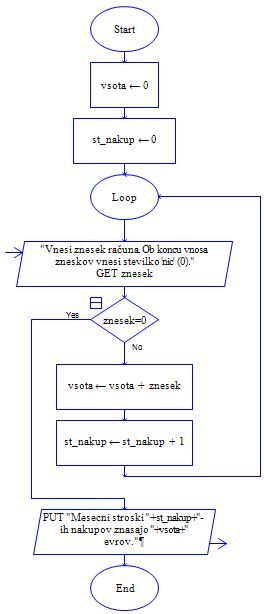 Start
vsota ← 0
st_nakup ← 0
Loop
"Vnesi znesek računa. Ob koncu vnosa
zneskov vnesi stevilko 'nic' (0)."
GET znesek
Yes
znesek=0
No
vsota ← vsota + znesek
st_nakup ← st_nakup + 1
PUT "Mesecni stroski "+st_nakup+"-
ih nakupov znasajo "+vsota+"
evrov."¶
End